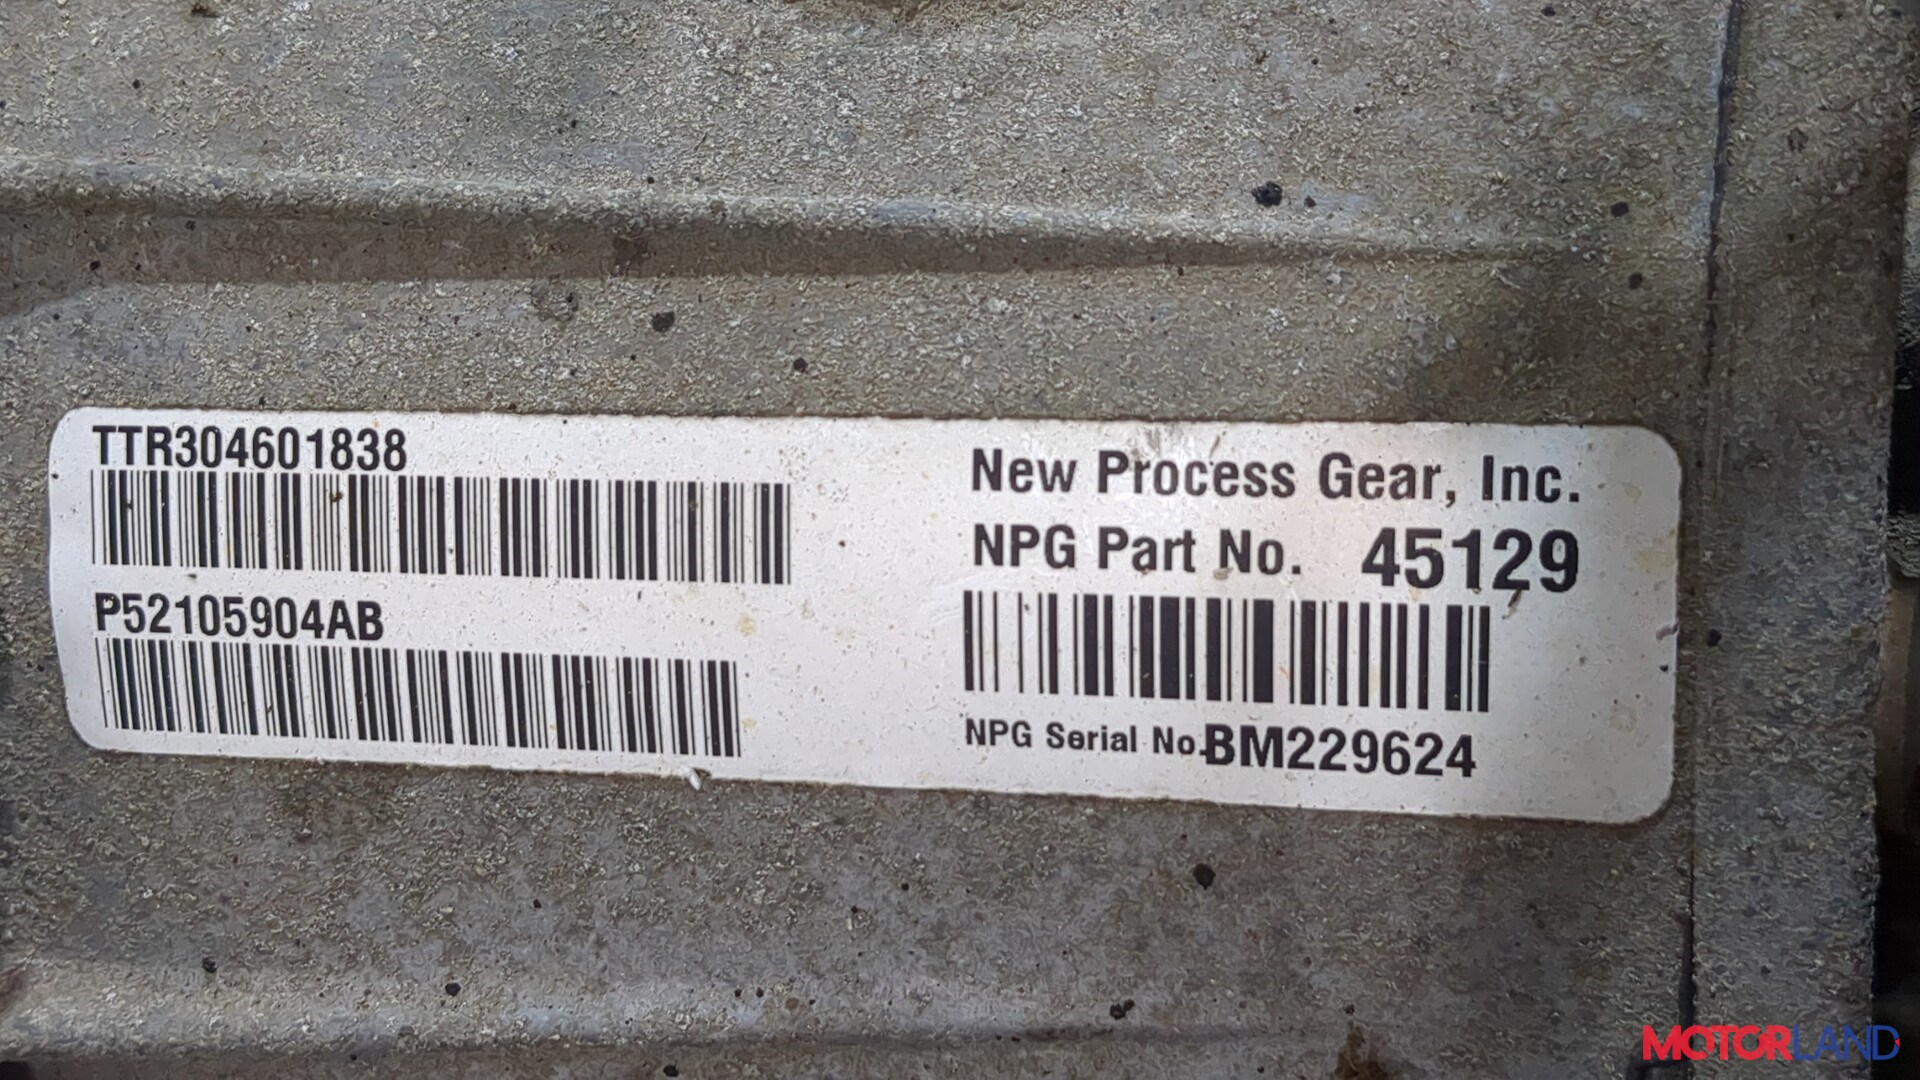 TTR304601838
P52105904AB
New Process Gear, Inc.
NPG Part No. 45129
NPG Serial No. BM229624
MOTORLAND